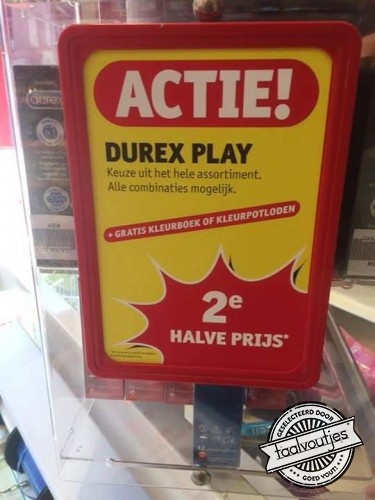 ACTIE!
DUREX PLAY
Keuze uit het hele assortiment.
Alle combinaties mogelijk.
+ GRATIS KLEURBOEK OF KLEURPOTLODEN
2e
HALVE PRIJS*
durex
GESELECTEERD DOOR
taalvoutjes
GOED VOUT!